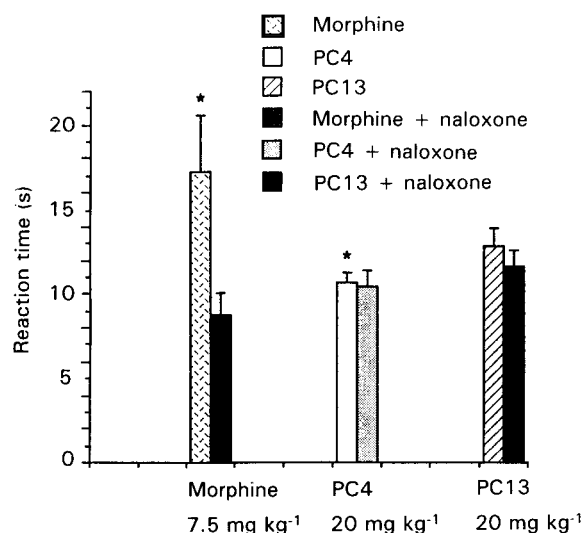 Morphine
PC4
PC13
Morphine + naloxone
PC4 + naloxone
PC13 + naloxone
*
*
20
15
10
5
0
Reaction time (s)
Morphine PC4 PC13
7.5 mg kg⁻¹ 20 mg kg⁻¹ 20 mg kg⁻¹